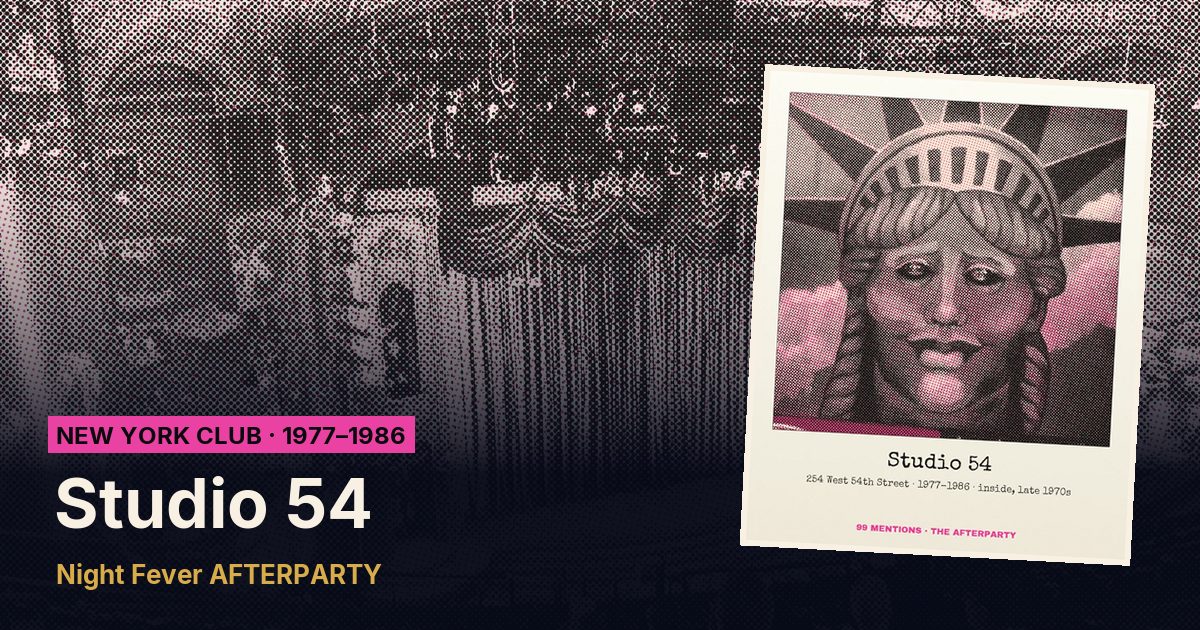 NEW YORK CLUB · 1977–1986
Studio 54
Night Fever AFTERPARTY
Studio 54
254 West 54th Street · 1977–1986 · inside, late 1970s
99 MENTIONS · THE AFTERPARTY